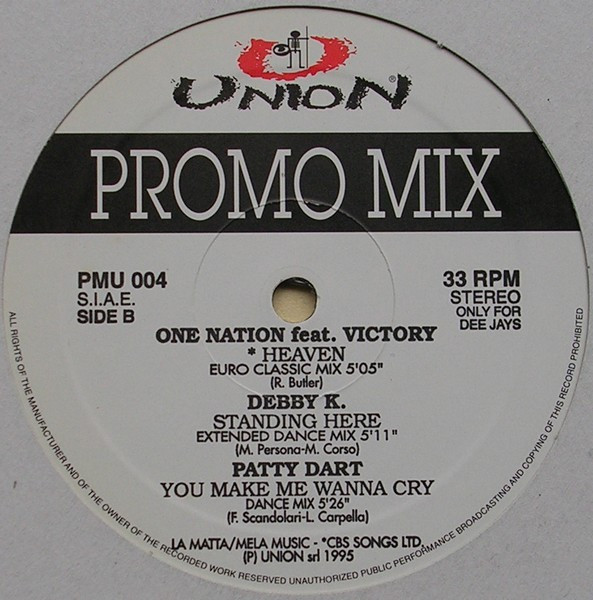 UNION®
PROMO MIX
PMU 004
S.I.A.E.
SIDE B
33 RPM
STEREO
ONLY FOR
DEE JAYS
ONE NATION feat. VICTORY
* HEAVEN
EURO CLASSIC MIX 5'05"
(R. Butler)
DEBBY K.
STANDING HERE
EXTENDED DANCE MIX 5'11"
(M. Persona-M. Corso)
PATTY DART
YOU MAKE ME WANNA CRY
DANCE MIX 5'26"
(F. Scandolari-L. Carpella)
LA MATTA/MELA MUSIC - *CBS SONGS LTD.
(P) UNION srl 1995
ALL RIGHTS OF THE MANUFACTURER AND OF THE OWNER OF THE RECORDED WORK RESERVED UNAUTHORIZED PUBLIC PERFORMANCE BROADCASTING AND COPYING OF THIS RECORD PROHIBITED